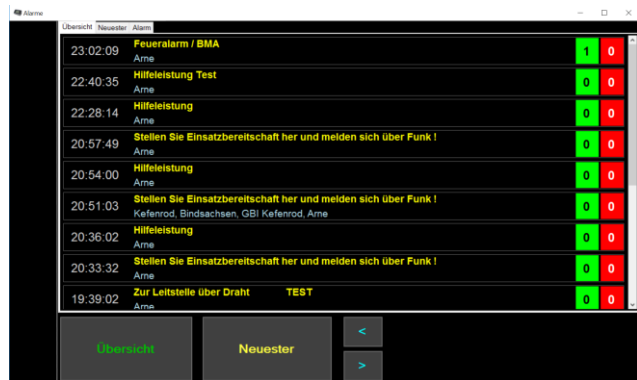 Alarme
Übersicht Neuester Alarm
23:02:09 Feueralarm / BMA 1 0
Arne
22:40:35 Hilfeleistung Test 0 0
Arne
22:28:14 Hilfeleistung 0 0
Arne
20:57:49 Stellen Sie Einsatzbereitschaft her und melden sich über Funk ! 0 0
Arne
20:54:00 Hilfeleistung 0 0
Arne
20:51:03 Stellen Sie Einsatzbereitschaft her und melden sich über Funk ! 0 0
Kefenrod, Bindsachsen, GBI Kefenrod, Arne
20:36:02 Hilfeleistung 0 0
Arne
20:33:32 Stellen Sie Einsatzbereitschaft her und melden sich über Funk ! 0 0
Arne
19:39:02 Zur Leitstelle über Draht TEST 0 0
Arne
Übersicht Neuester <
>